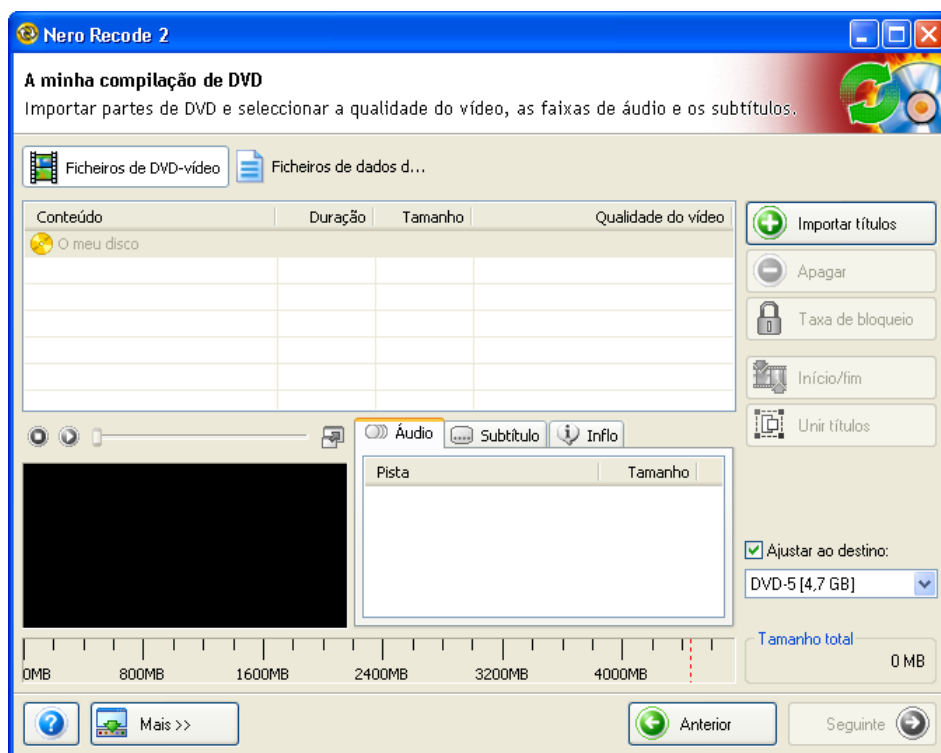 Nero Recode 2
A minha compilação de DVD
Importar partes de DVD e seleccionar a qualidade do vídeo, as faixas de áudio e os subtítulos.
Ficheiros de DVD-vídeo
Ficheiros de dados d...
Conteúdo Duração Tamanho Qualidade do vídeo
O meu disco
Importar títulos
Apagar
Taxa de bloqueio
Início/fim
Unir títulos
Áudio Subtítulo Inflo
Pista Tamanho
Ajustar ao destino:
DVD-5 [4,7 GB]
Tamanho total
0 MB
0MB 800MB 1600MB 2400MB 3200MB 4000MB
Mais >>
Anterior
Seguinte